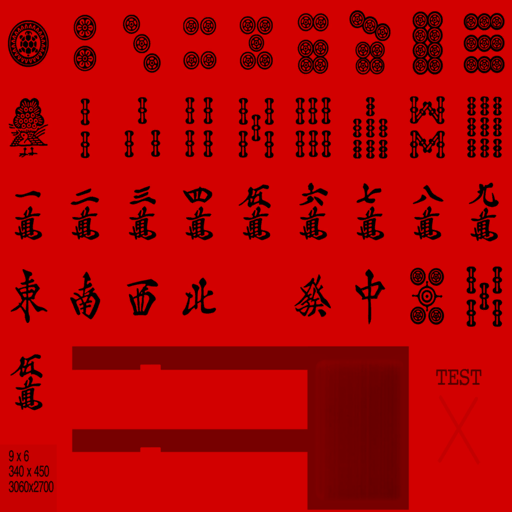 一 二 三 四 伍 六 七 八 九
萬 萬 萬 萬 萬 萬 萬 萬 萬
東 南 西 北 發 中
伍
萬
TEST
X
9 x 6
340 x 450
3060x2700